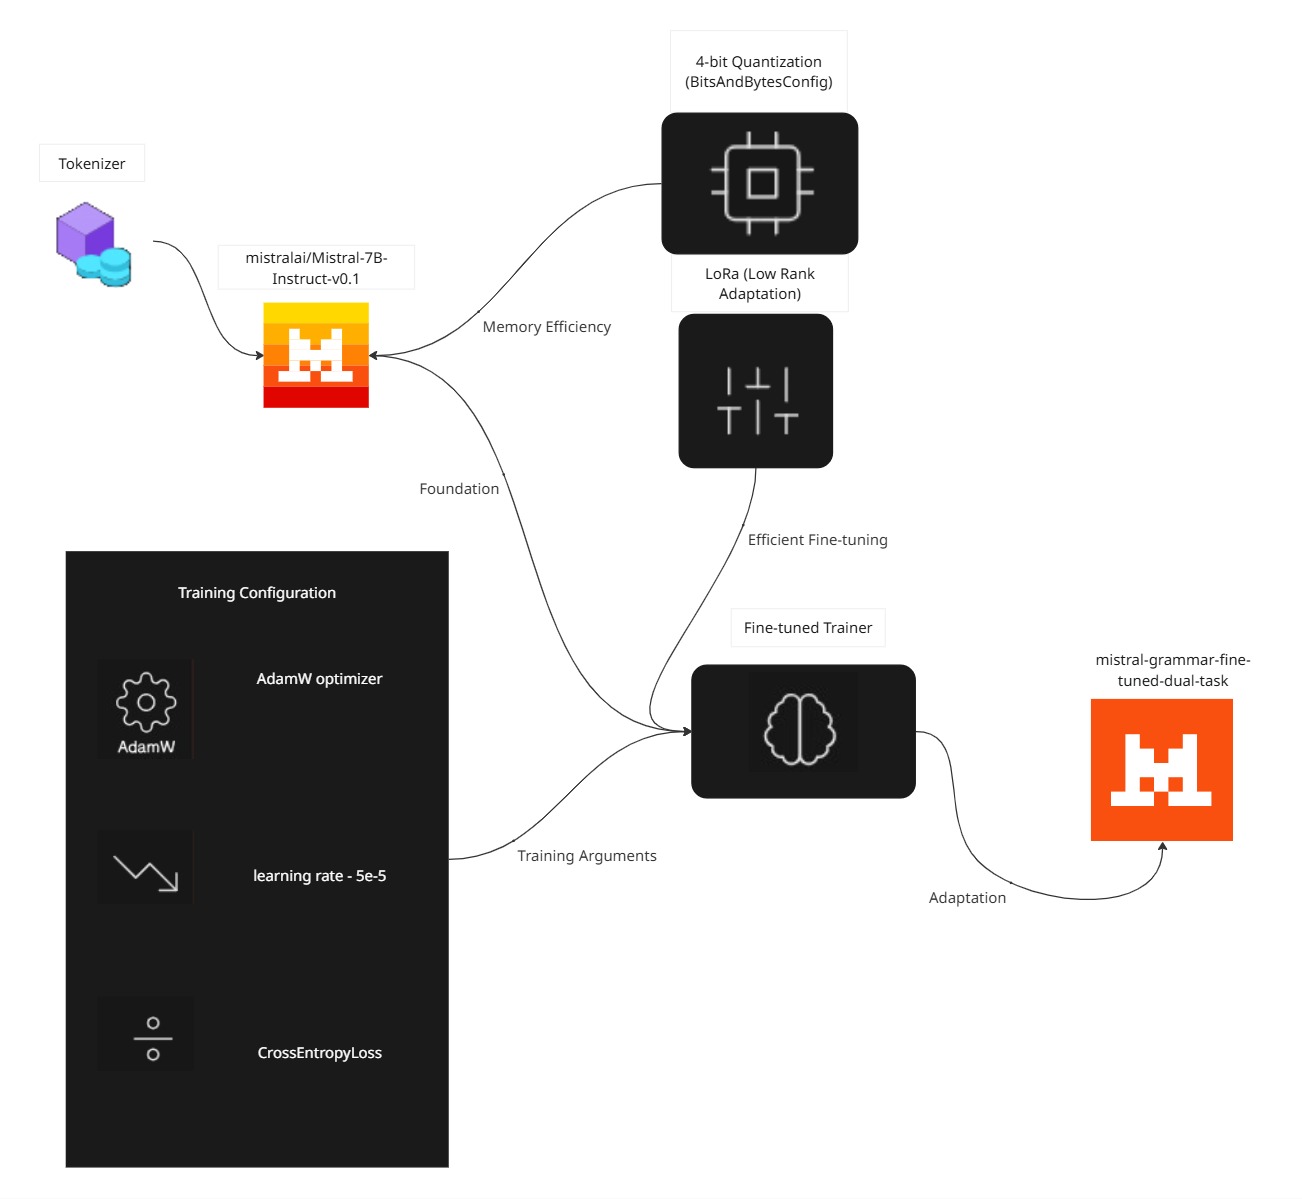 4-bit Quantization
(BitsAndBytesConfig)
Tokenizer
mistralai/Mistral-7B-
Instruct-v0.1
LoRa (Low Rank
Adaptation)
Memory Efficiency
Foundation
Efficient Fine-tuning
Training Configuration
Fine-tuned Trainer
mistral-grammar-fine-
tuned-dual-task
AdamW optimizer
AdamW
learning rate - 5e-5
Training Arguments
Adaptation
CrossEntropyLoss